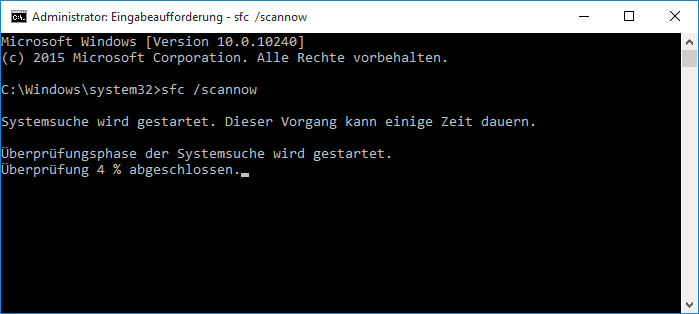 Administrator: Eingabeaufforderung - sfc /scannow
Microsoft Windows [Version 10.0.10240]
(c) 2015 Microsoft Corporation. Alle Rechte vorbehalten.
C:\Windows\system32>sfc /scannow
Systemsuche wird gestartet. Dieser Vorgang kann einige Zeit dauern.
Überprüfungsphase der Systemsuche wird gestartet.
Überprüfung 4 % abgeschlossen.